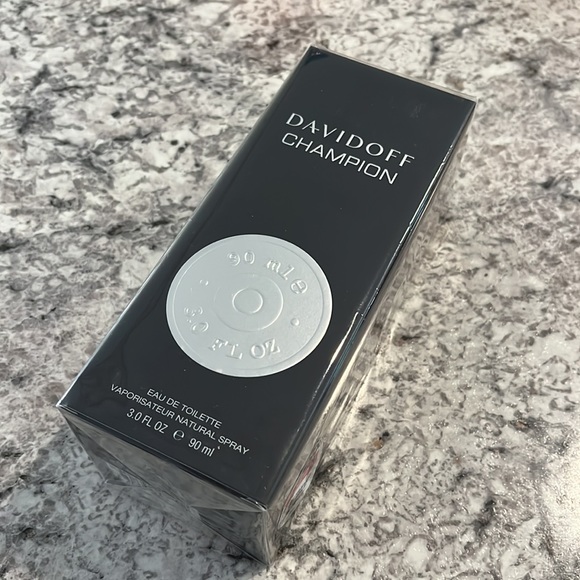 DAVIDOFF
CHAMPION
90 ml e
3.0 FL OZ
EAU DE TOILETTE
VAPORISATEUR NATURAL SPRAY
3.0 FL OZ e 90 ml